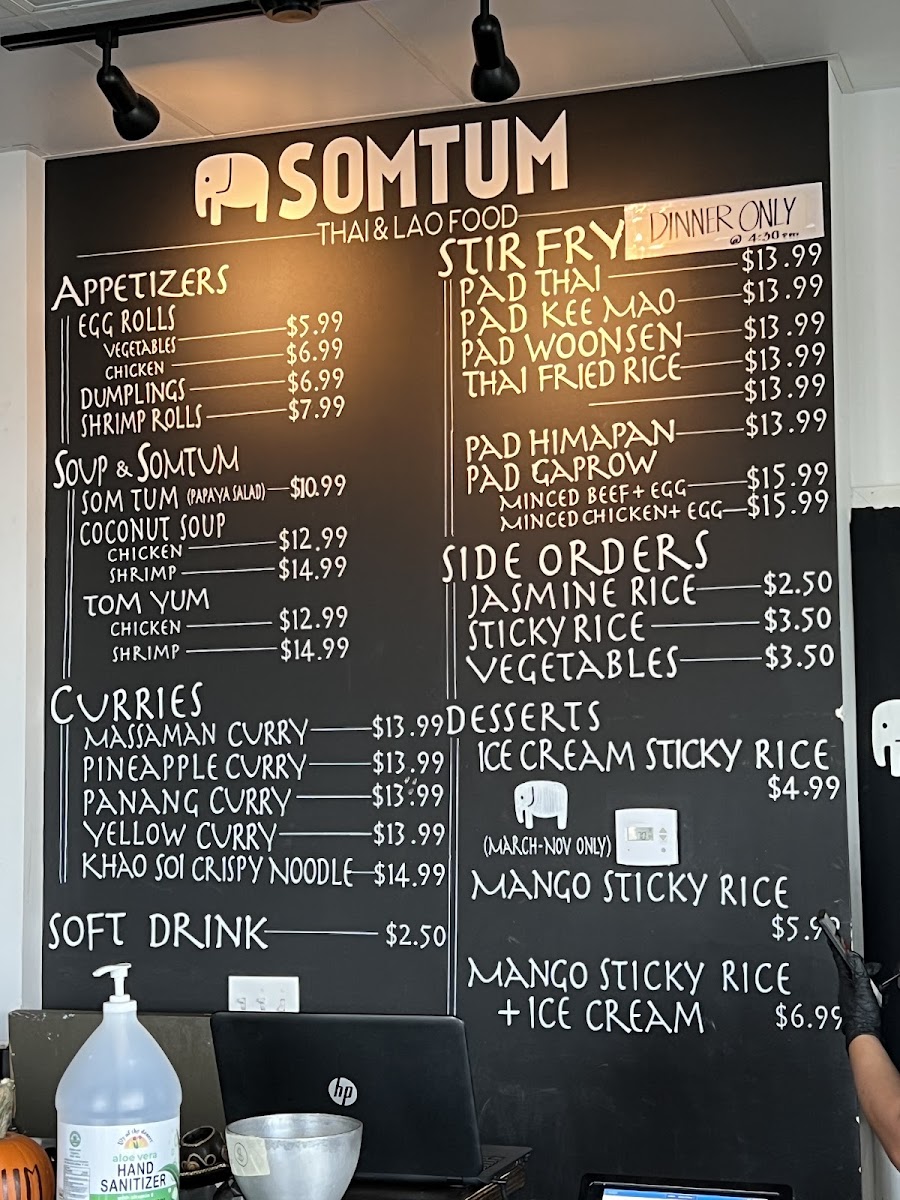 SOMTUM
THAI & LAO FOOD
APPETIZERS
EGG ROLLS
VEGETABLES $5.99
CHICKEN $6.99
DUMPLINGS $6.99
SHRIMP ROLLS $7.99
SOUP & SOMTUM
SOM TUM (PAPAYA SALAD) $10.99
COCONUT SOUP
CHICKEN $12.99
SHRIMP $14.99
TOM YUM
CHICKEN $12.99
SHRIMP $14.99
CURRIES
MASSAMAN CURRY $13.99
PINEAPPLE CURRY $13.99
PANANG CURRY $13.99
YELLOW CURRY $13.99
KHAO SOI CRISPY NOODLE $14.99
SOFT DRINK $2.50
STIR FRY
DINNER ONLY
@ 4:30 PM
PAD THAI $13.99
PAD KEE MAO $13.99
PAD WOONSEN $13.99
THAI FRIED RICE $13.99
$13.99
PAD HIMAPAN $13.99
PAD GAPROW
MINCED BEEF + EGG $15.99
MINCED CHICKEN + EGG $15.99
SIDE ORDERS
JASMINE RICE $2.50
STICKY RICE $3.50
VEGETABLES $3.50
DESSERTS
ICE CREAM STICKY RICE
$4.99
(MARCH-NOV ONLY)
MANGO STICKY RICE
$5.99
MANGO STICKY RICE
+ ICE CREAM $6.99
hp
aloe vera
HAND
SANITIZER